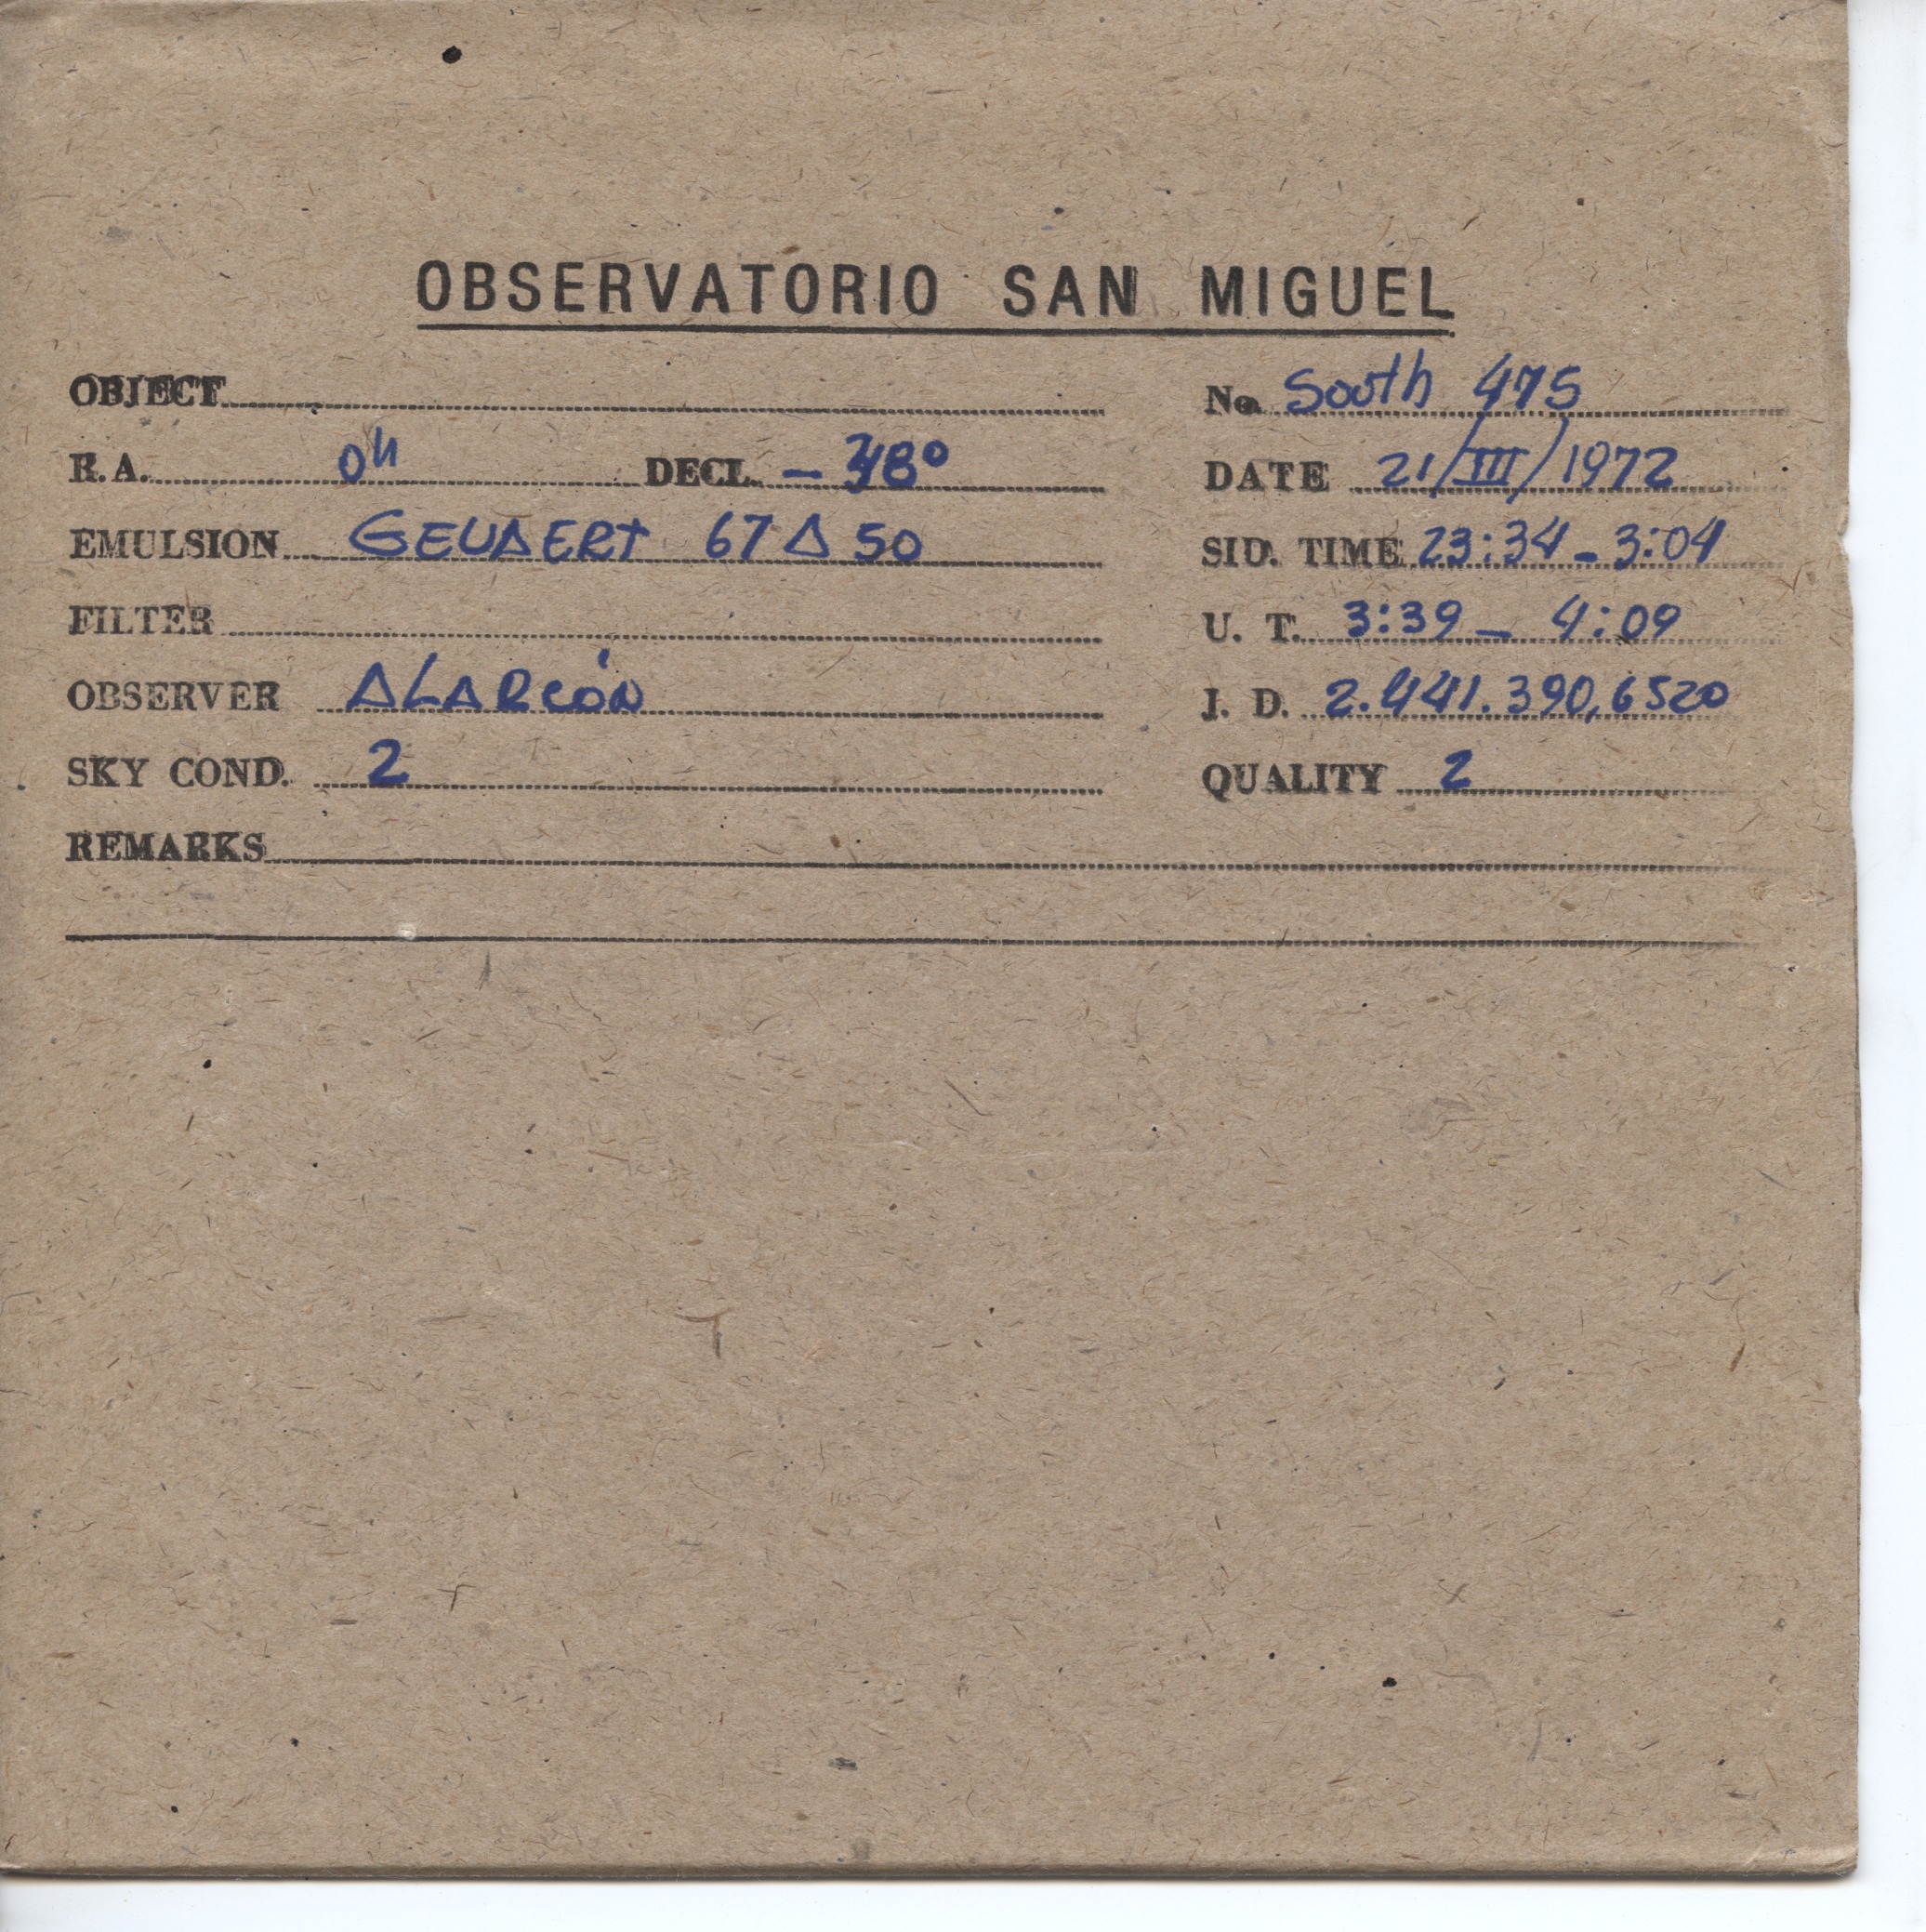 OBSERVATORIO SAN MIGUEL
OBJECT
No. South 475
R.A. 0h DECL. -
DATE 21/III/1972
EMULSION GEVAERT 67A50
SID. TIME 23:34 - 3:04
FILTER
U. T. 3:39 - 4:09
OBSERVER ALARCÓN
J. D. 2.441.390,6520
SKY COND. 2
QUALITY 2
REMARKS